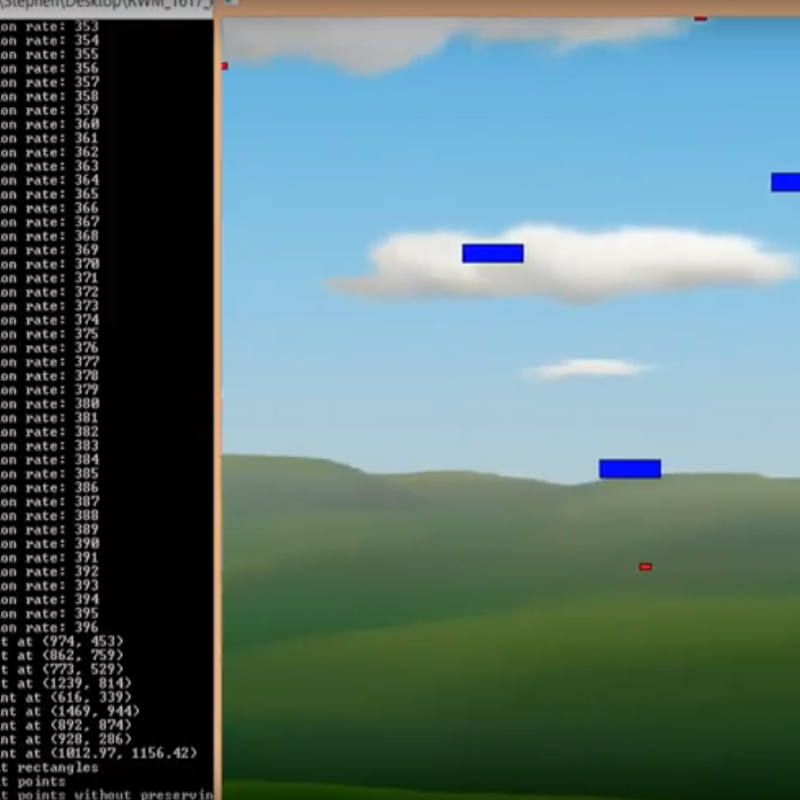 \Stephen\Desktop\KWM_1617_
on rate: 353
on rate: 354
on rate: 355
on rate: 356
on rate: 357
on rate: 358
on rate: 359
on rate: 360
on rate: 361
on rate: 362
on rate: 363
on rate: 364
on rate: 365
on rate: 366
on rate: 367
on rate: 368
on rate: 369
on rate: 370
on rate: 371
on rate: 372
on rate: 373
on rate: 374
on rate: 375
on rate: 376
on rate: 377
on rate: 378
on rate: 379
on rate: 380
on rate: 381
on rate: 382
on rate: 383
on rate: 384
on rate: 385
on rate: 386
on rate: 387
on rate: 388
on rate: 389
on rate: 390
on rate: 391
on rate: 392
on rate: 393
on rate: 394
on rate: 395
on rate: 396
t at (974, 453)
t at (862, 759)
t at (773, 529)
t at (1239, 814)
nt at (616, 339)
nt at (1469, 944)
nt at (892, 874)
nt at (928, 286)
nt at (1012.97, 1156.42)
t rectangles
t points
t points without preservin